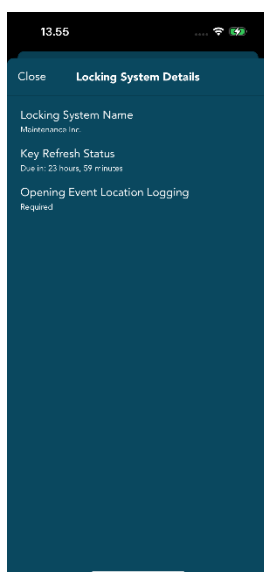 13.55
Close Locking System Details
Locking System Name
Maintenance Inc.
Key Refresh Status
Due in: 23 hours, 59 minutes
Opening Event Location Logging
Required